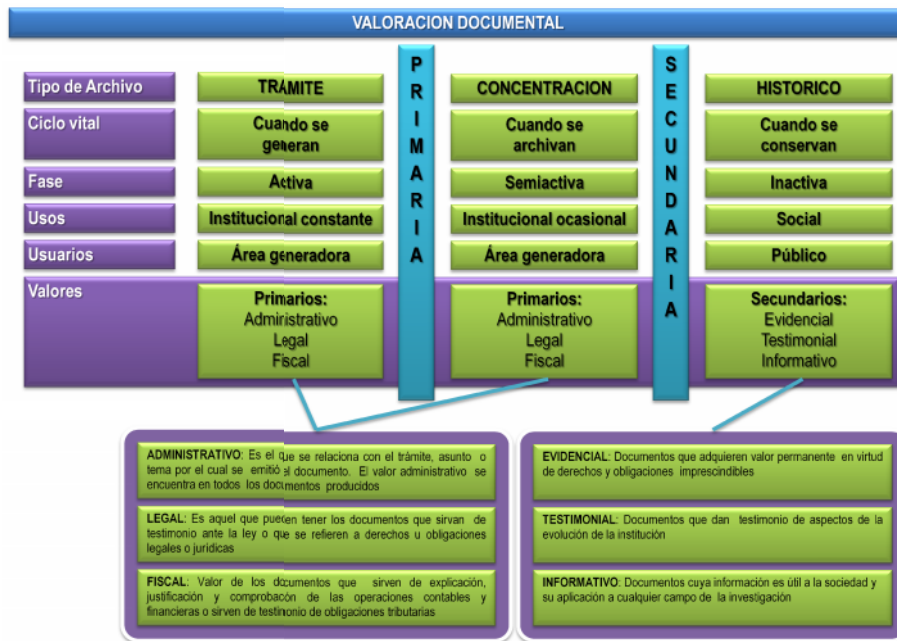 VALORACION DOCUMENTAL
PRIMARIA
SECUNDARIA
Tipo de Archivo
TRÁMITE
CONCENTRACION
HISTORICO
Ciclo vital
Cuando se
generan
Cuando se
archivan
Cuando se
conservan
Fase
Activa
Semiactiva
Inactiva
Usos
Institucional constante
Institucional ocasional
Social
Usuarios
Área generadora
Área generadora
Público
Valores
Primarios:
Administrativo
Legal
Fiscal
Primarios:
Administrativo
Legal
Fiscal
Secundarios:
Evidencial
Testimonial
Informativo
ADMINISTRATIVO: Es el que se relaciona con el trámite, asunto o
tema por el cual se emitió el documento. El valor administrativo se
encuentra en todos los documentos producidos
LEGAL: Es aquel que pueden tener los documentos que sirvan de
testimonio ante la ley o que se refieren a derechos u obligaciones
legales o jurídicas
FISCAL: Valor de los documentos que sirven de explicación,
justificación y comprobación de las operaciones contables y
financieras o sirven de testimonio de obligaciones tributarias
EVIDENCIAL: Documentos que adquieren valor permanente en virtud
de derechos y obligaciones imprescindibles
TESTIMONIAL: Documentos que dan testimonio de aspectos de la
evolución de la institución
INFORMATIVO: Documentos cuya información es útil a la sociedad y
su aplicación a cualquier campo de la investigación